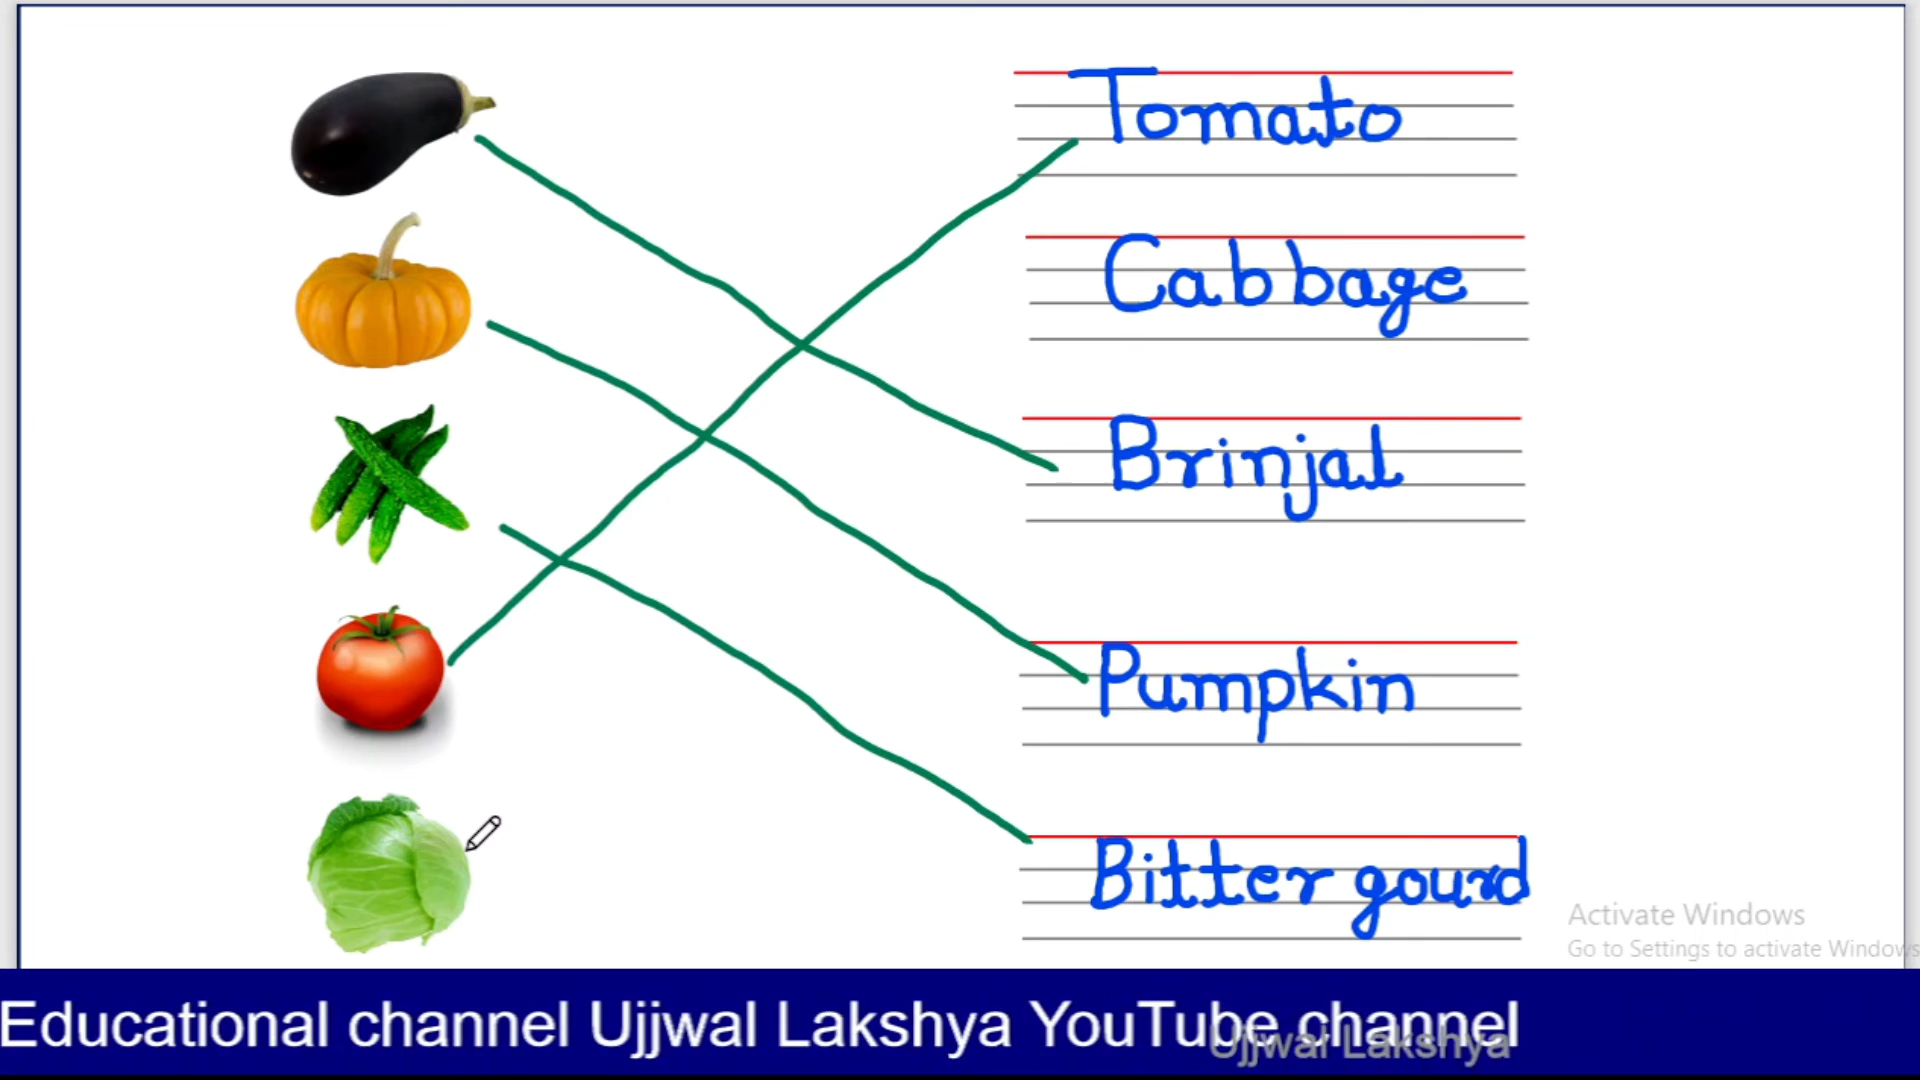 Tomato
Cabbage
Brinjal
Pumpkin
Bitter gourd
Activate Windows
Go to Settings to activate Windows
Educational channel Ujjwal Lakshya YouTube channel
Ujjwal Lakshya